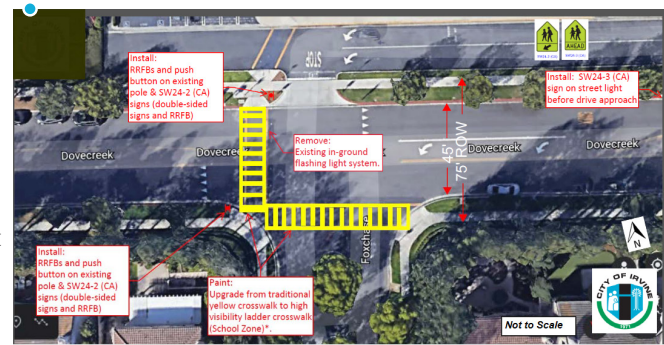 Install:
RRFBs and push
button on existing
pole & SW24-2 (CA)
signs (double-sided
signs and RRFB)
STOP
AHEAD
Install: SW24-3 (CA)
sign on street light
before drive approach
Remove:
Existing in-ground
flashing light system.
45'
75' ROW
Dovecreek
Dovecree
k
Dovecreek
Dovecreek
Foxchase
Install:
RRFBs and push
button on existing
pole & SW24-2 (CA)
signs (double-sided
signs and RRFB)
Paint:
Upgrade from traditional
yellow crosswalk to high
visibility ladder crosswalk
(School Zone)*.
N
CITY OF IRVINE
1971
Not to Scale